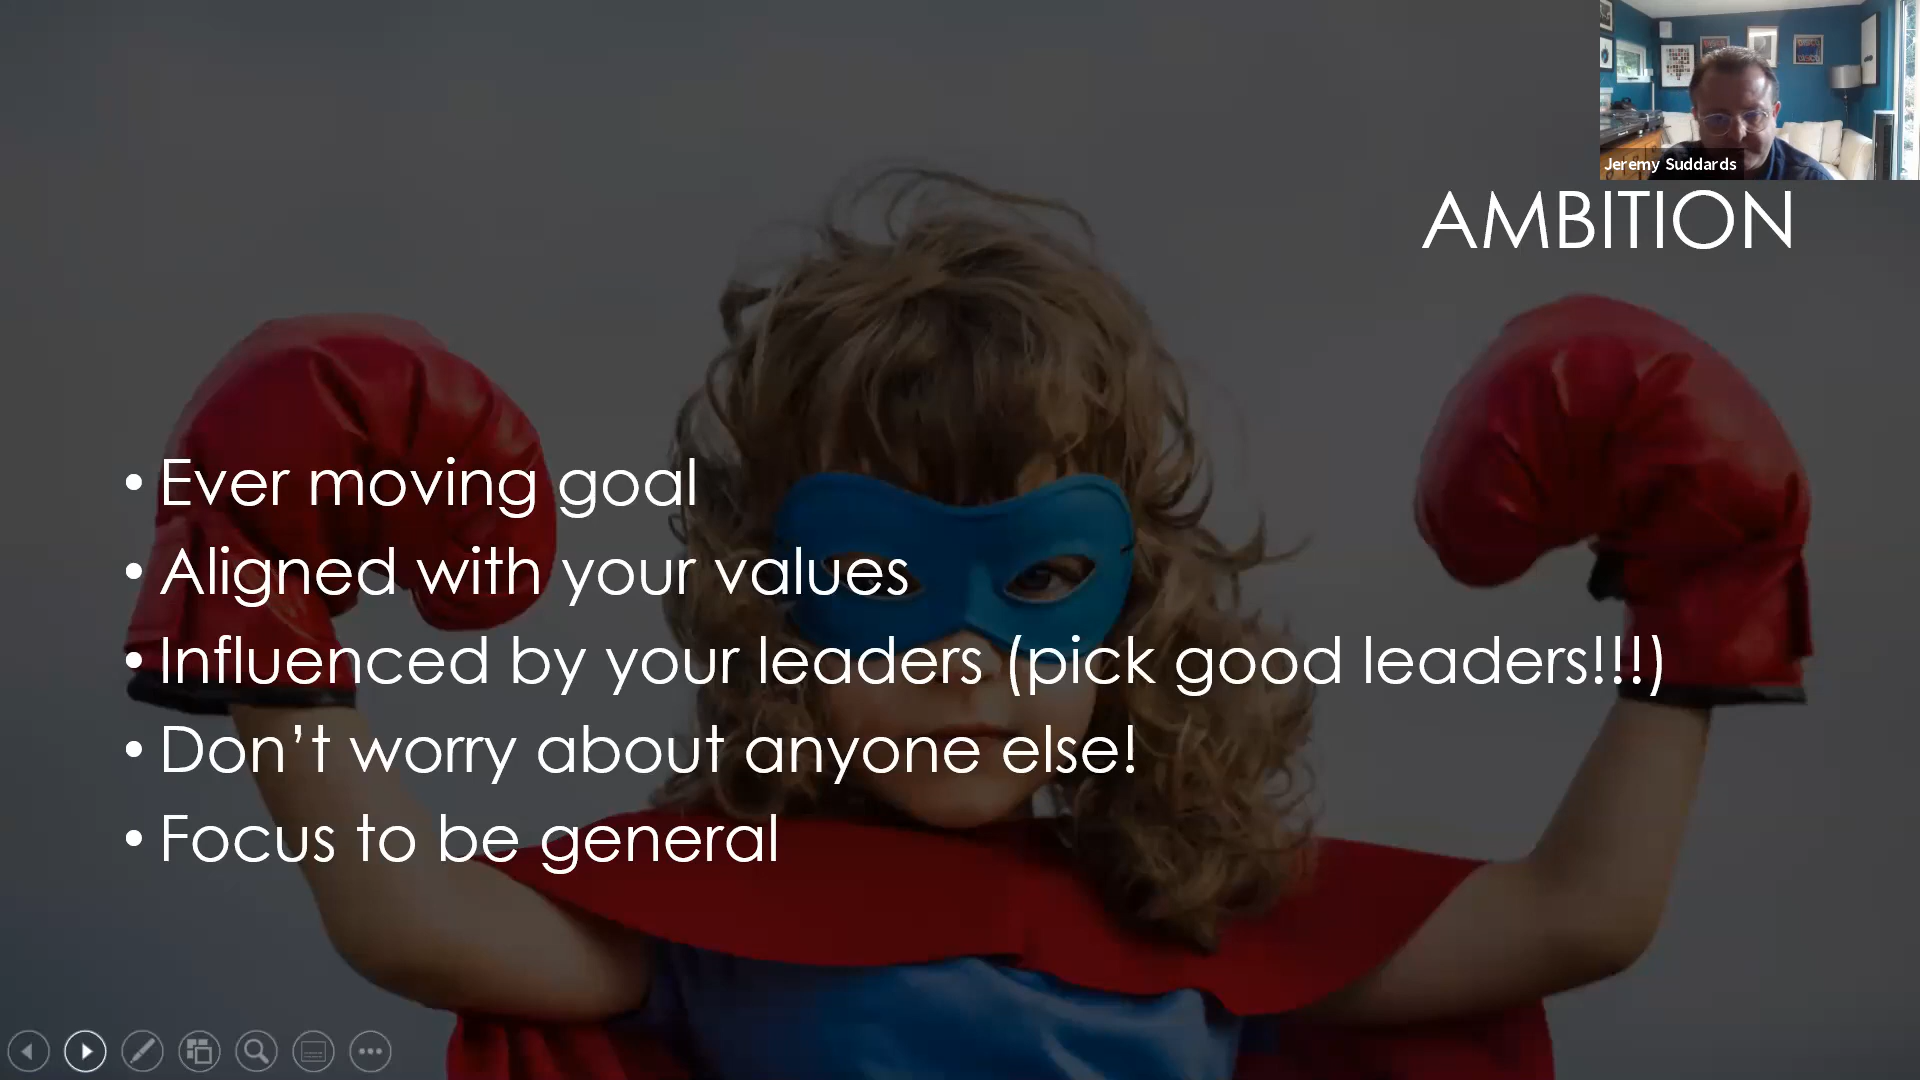 Jeremy Suddards
AMBITION
• Ever moving goal
• Aligned with your values
• Influenced by your leaders (pick good leaders!!!)
• Don’t worry about anyone else!
• Focus to be general